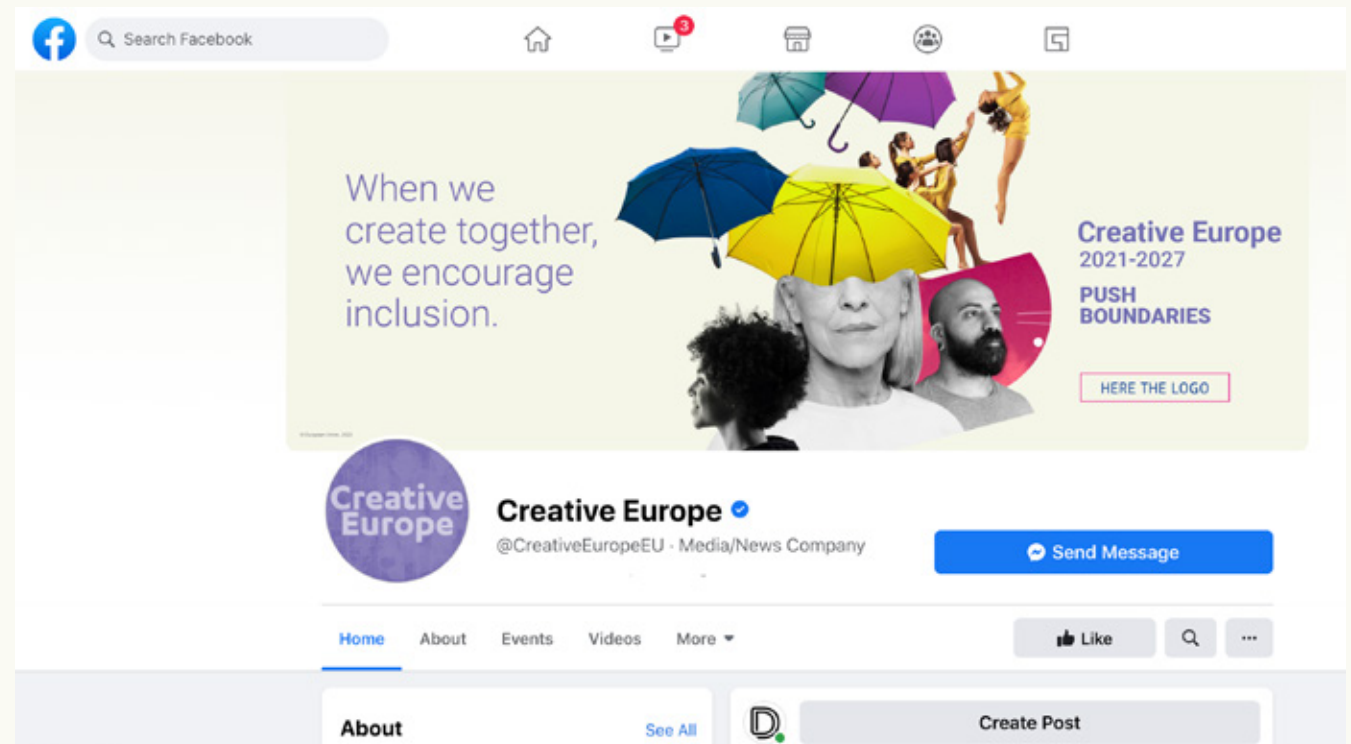 Search Facebook
3
When we
create together,
we encourage
inclusion.
Creative Europe
2021-2027
PUSH
BOUNDARIES
HERE THE LOGO
Creative
Europe
Creative Europe
@CreativeEuropeEU · Media/News Company
Send Message
Home About Events Videos More
Like
About
See All
Create Post